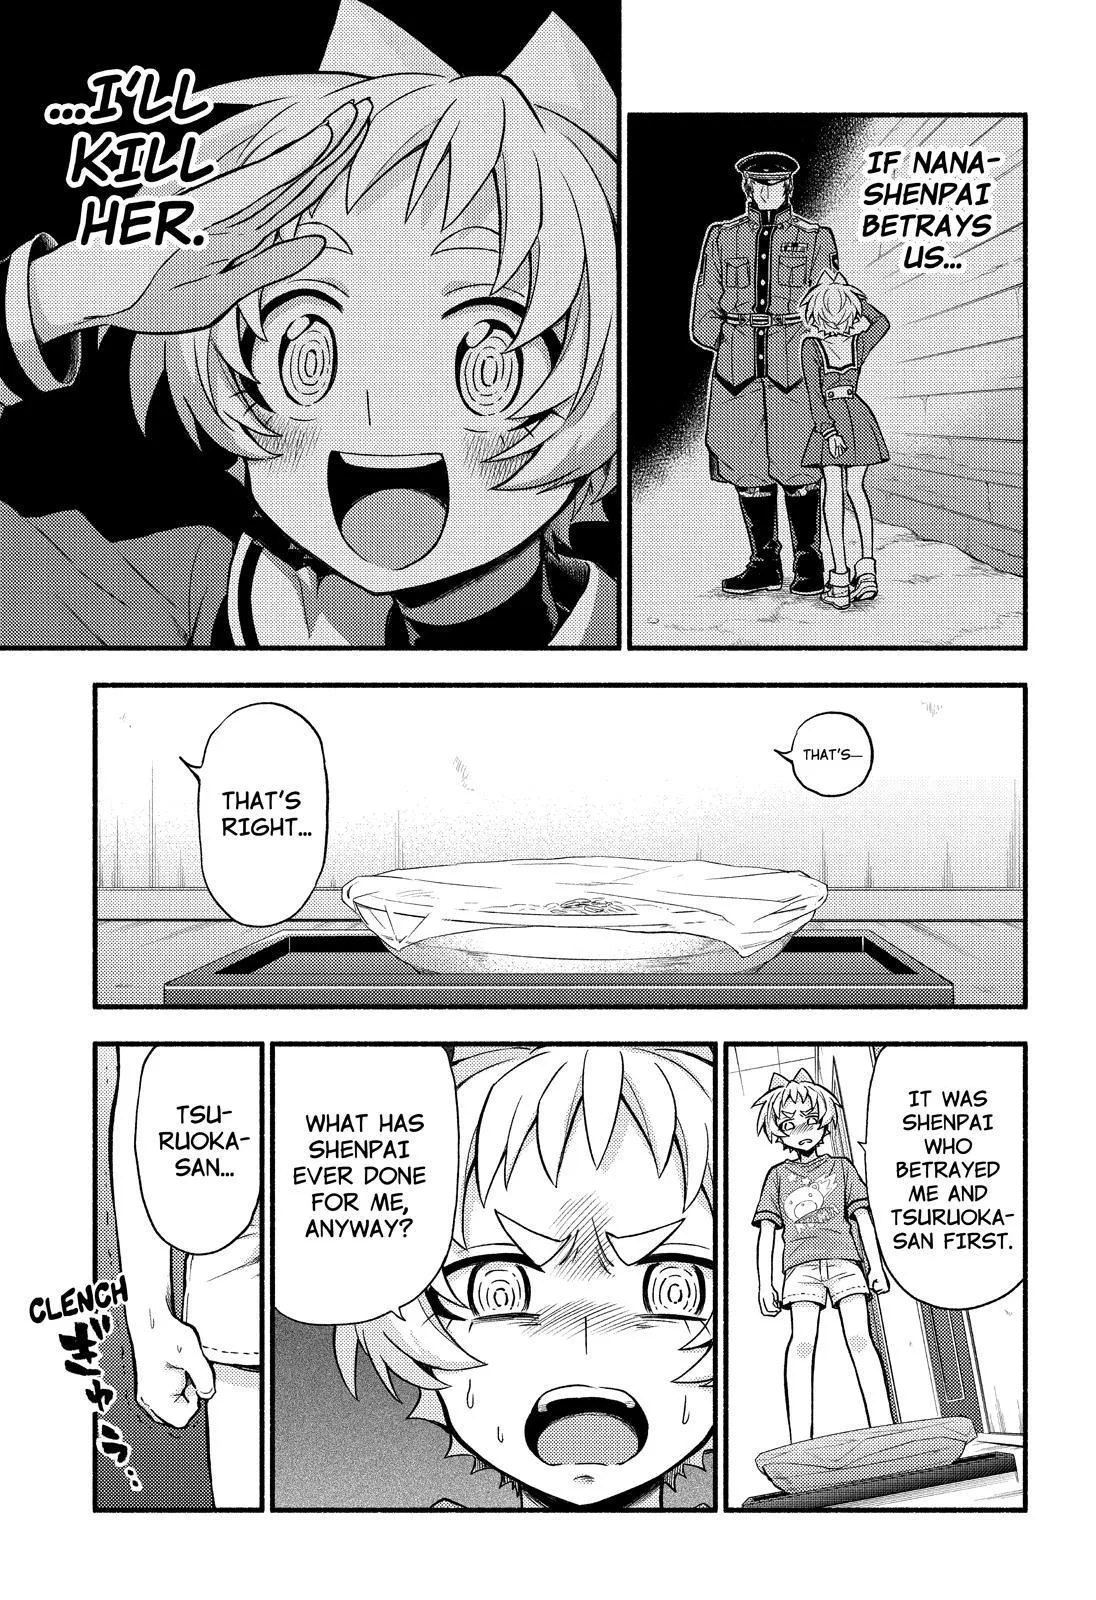 IF NANA-
SHENPAI
BETRAYS
US...
...I'LL
KILL
HER.
THAT'S—
THAT'S
RIGHT...
IT WAS
SHENPAI
WHO
BETRAYED
ME AND
TSURUOKA-
SAN FIRST.
WHAT HAS
SHENPAI
EVER DONE
FOR ME,
ANYWAY?
TSU-
RUOKA-
SAN...
CLENCH
ギュゥ…